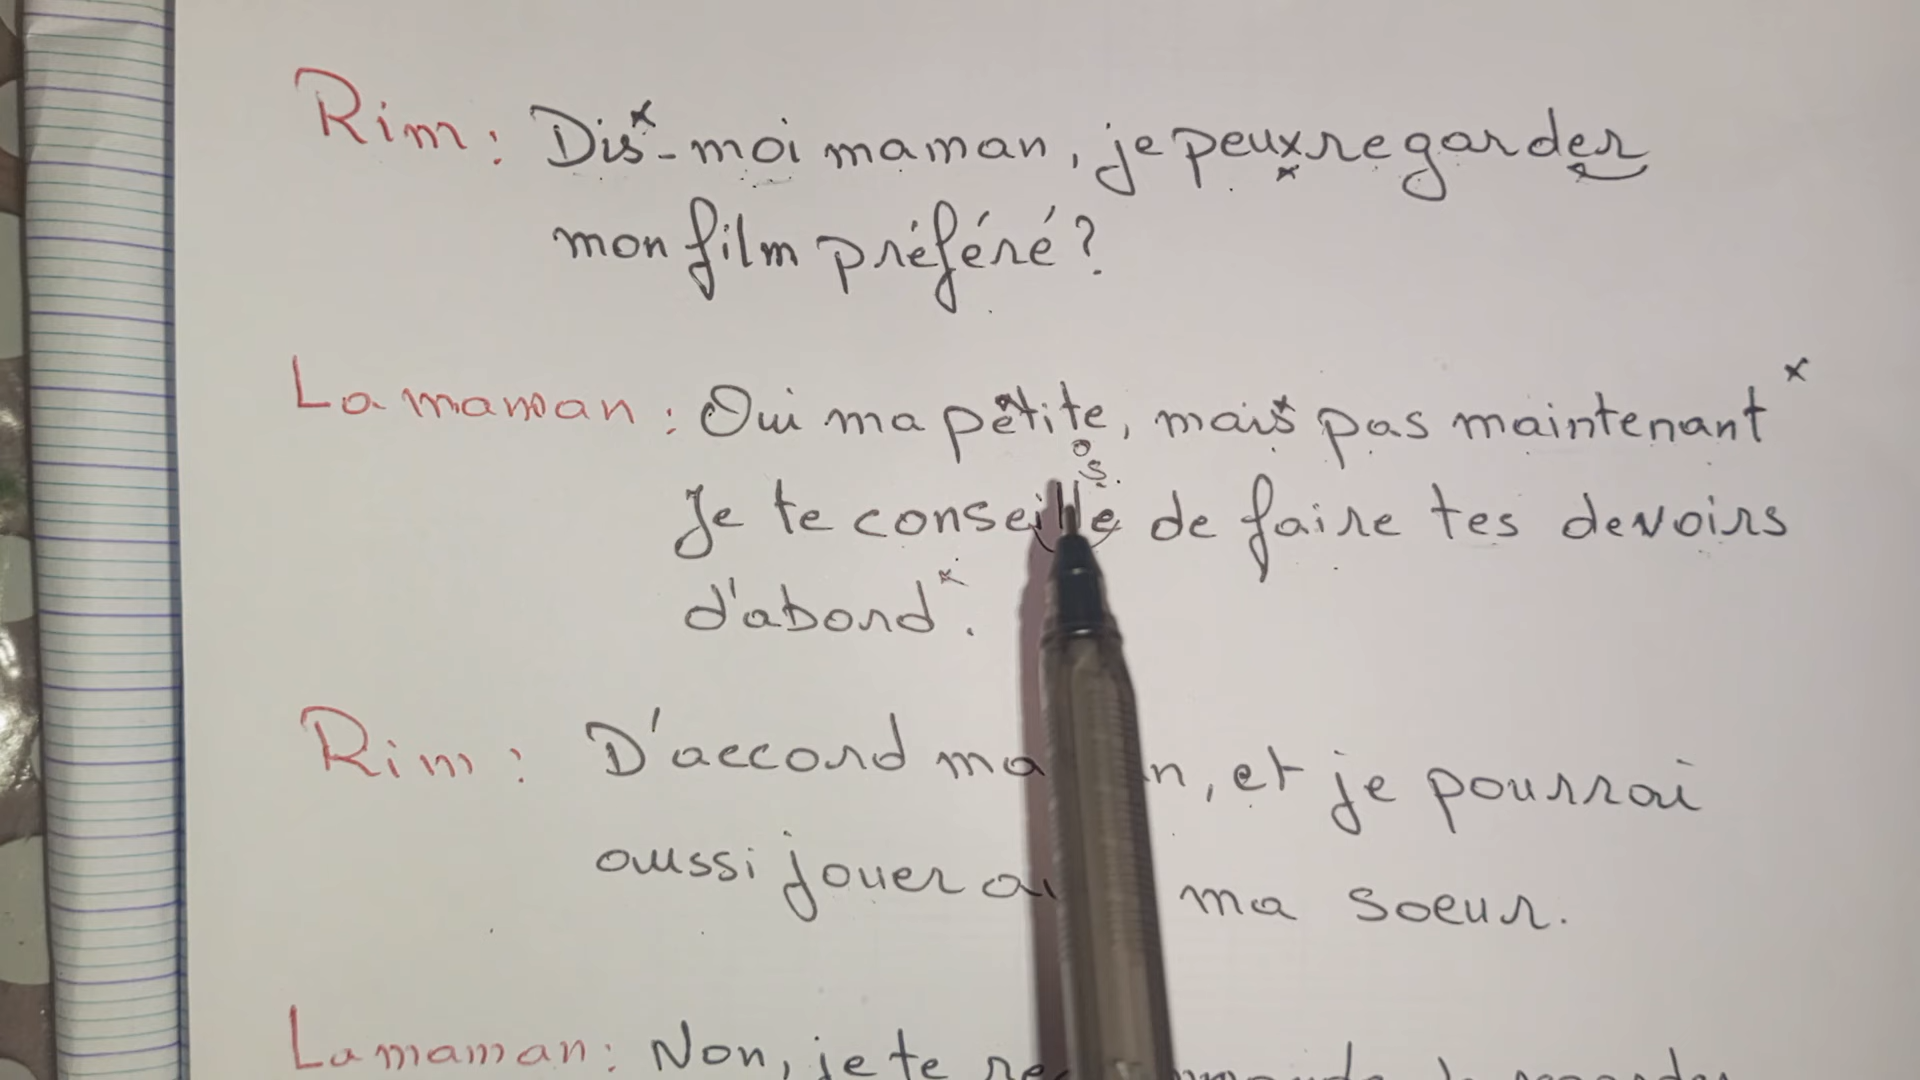 Rim: Dis-moi maman, je peux regarder
mon film préféré?
La maman: Oui ma petite, mais pas maintenant
Je te conseille de faire tes devoirs
d'abord.
Rim: D'accord, et je pourrai
aussi jouer ma soeur.
La maman: Non, je te